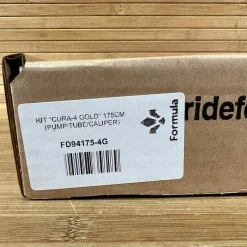 KIT "CURA-4 GOLD" 175CM
(PUMP/TUBE/CALIPER)
FD94175-4G
Formula
ridefo